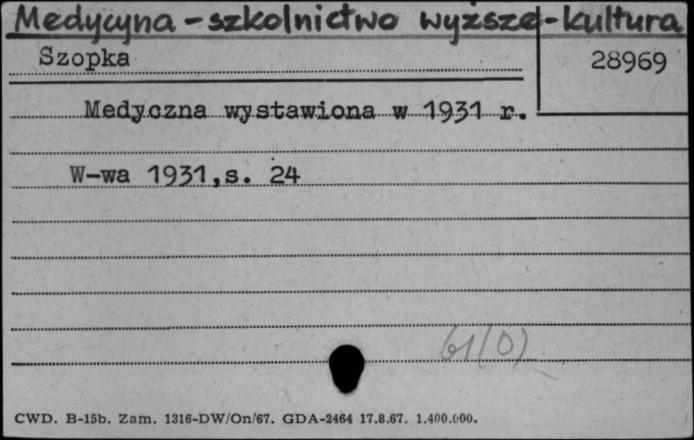 Medycyna-szkolnictwo wyższe-kultura
Szopka
28969
Medyczna wystawiona w 1931 r.
W-wa 1931,s. 24
61(0)
CWD. B-15b. Zam. 1316-DW/On/67. GDA-2464 17.8.67. 1.400.000.